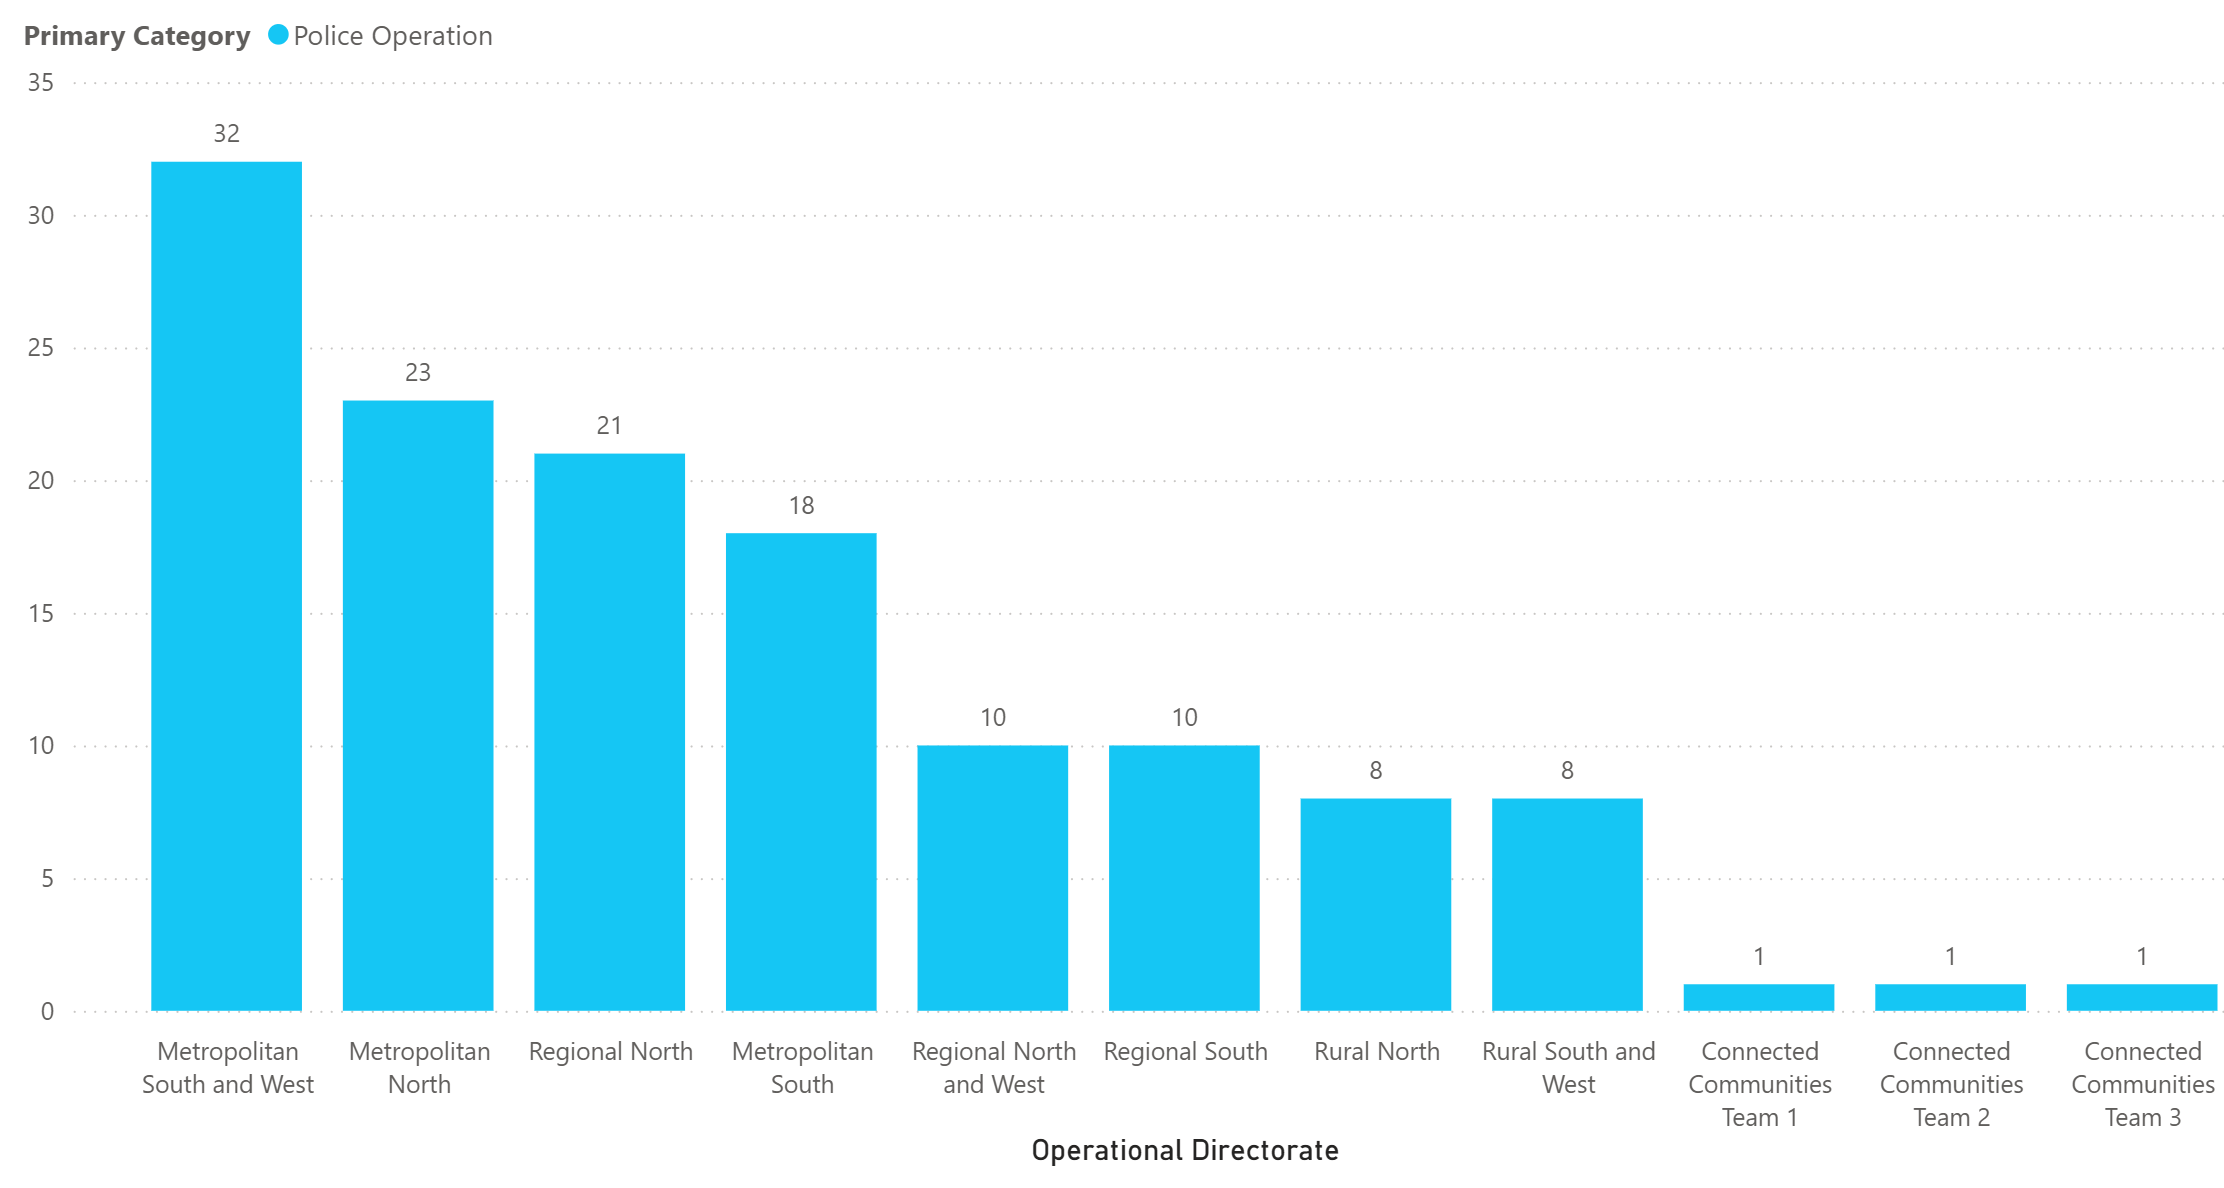 Primary Category Police Operation
35
30
25
20
15
10
5
0
32
23
21
18
10
10
8
8
1
1
1
Metropolitan
South and West
Metropolitan
North
Regional North
Metropolitan
South
Regional North
and West
Regional South
Rural North
Rural South and
West
Connected
Communities
Team 1
Connected
Communities
Team 2
Connected
Communities
Team 3
Operational Directorate